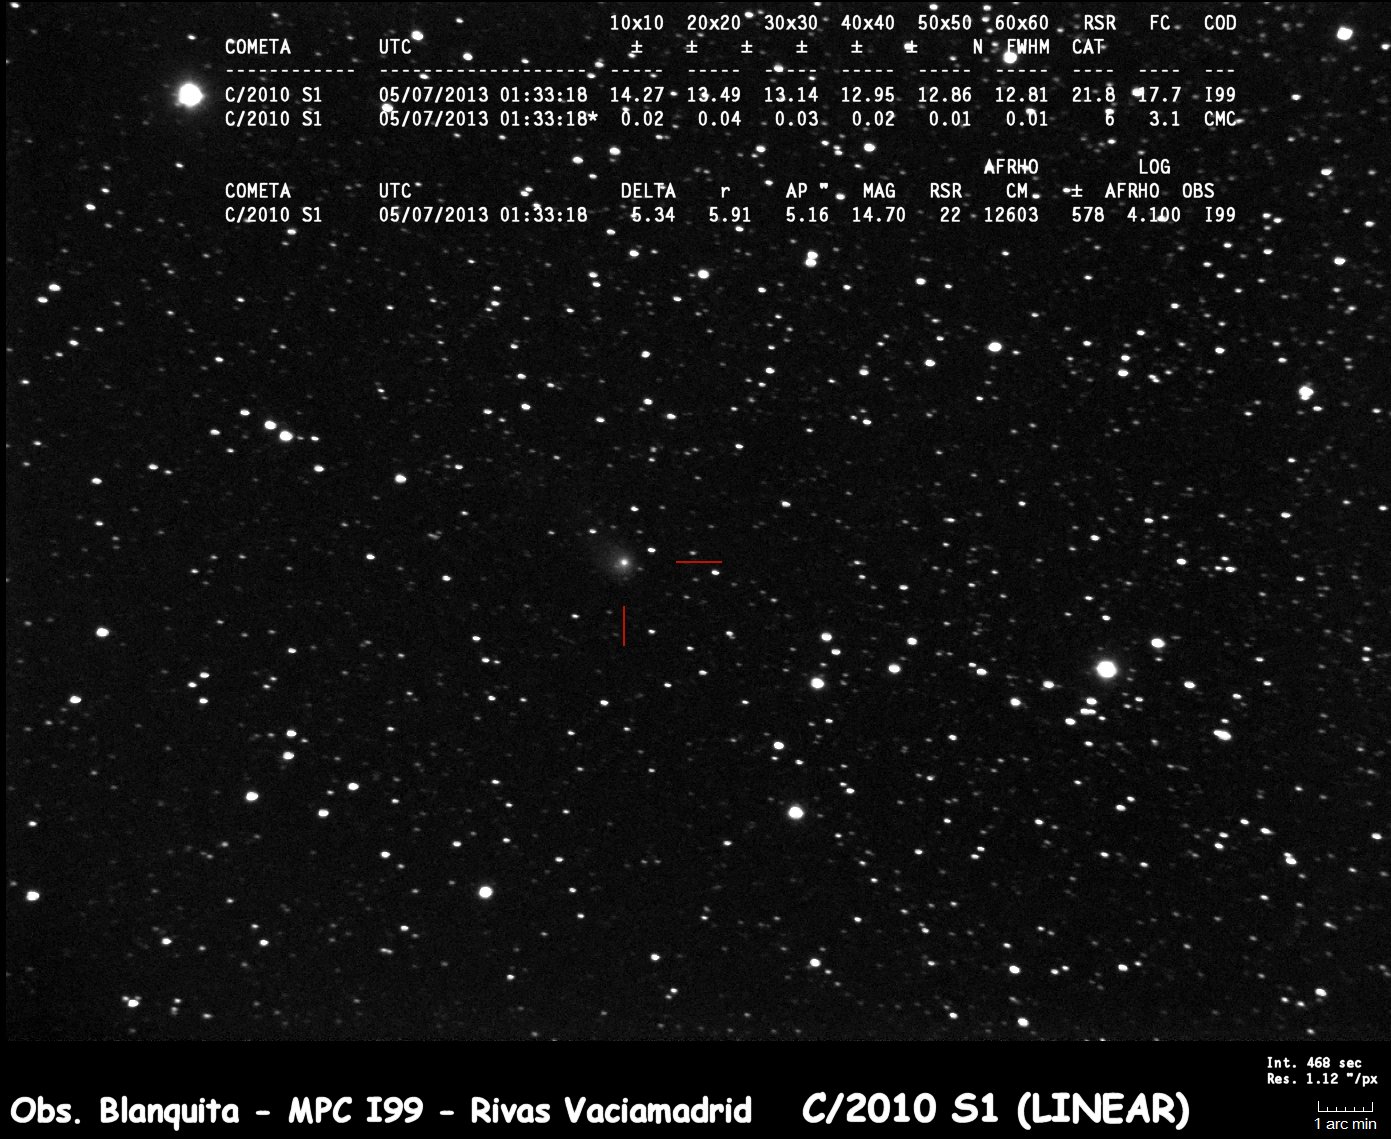 10x10 20x20 30x30 40x40 50x50 60x60 RSR FC COD
COMETA UTC ± ± ± ± ± ± N FWHM CAT
------------ ------------------- ----- ----- ----- ----- ----- ----- ---- ---- ---
C/2010 S1 05/07/2013 01:33:18 14.27 13.49 13.14 12.95 12.86 12.81 21.8 17.7 I99
C/2010 S1 05/07/2013 01:33:18* 0.02 0.04 0.03 0.02 0.01 0.01 6 3.1 CMC
AFRHO LOG
COMETA UTC DELTA r AP " MAG RSR CM ± AFRHO OBS
C/2010 S1 05/07/2013 01:33:18 5.34 5.91 5.16 14.70 22 12603 578 4.100 I99
Int. 468 sec
Res. 1.12 "/px
Obs. Blanquita - MPC I99 - Rivas Vaciamadrid C/2010 S1 (LINEAR)
1 arc min